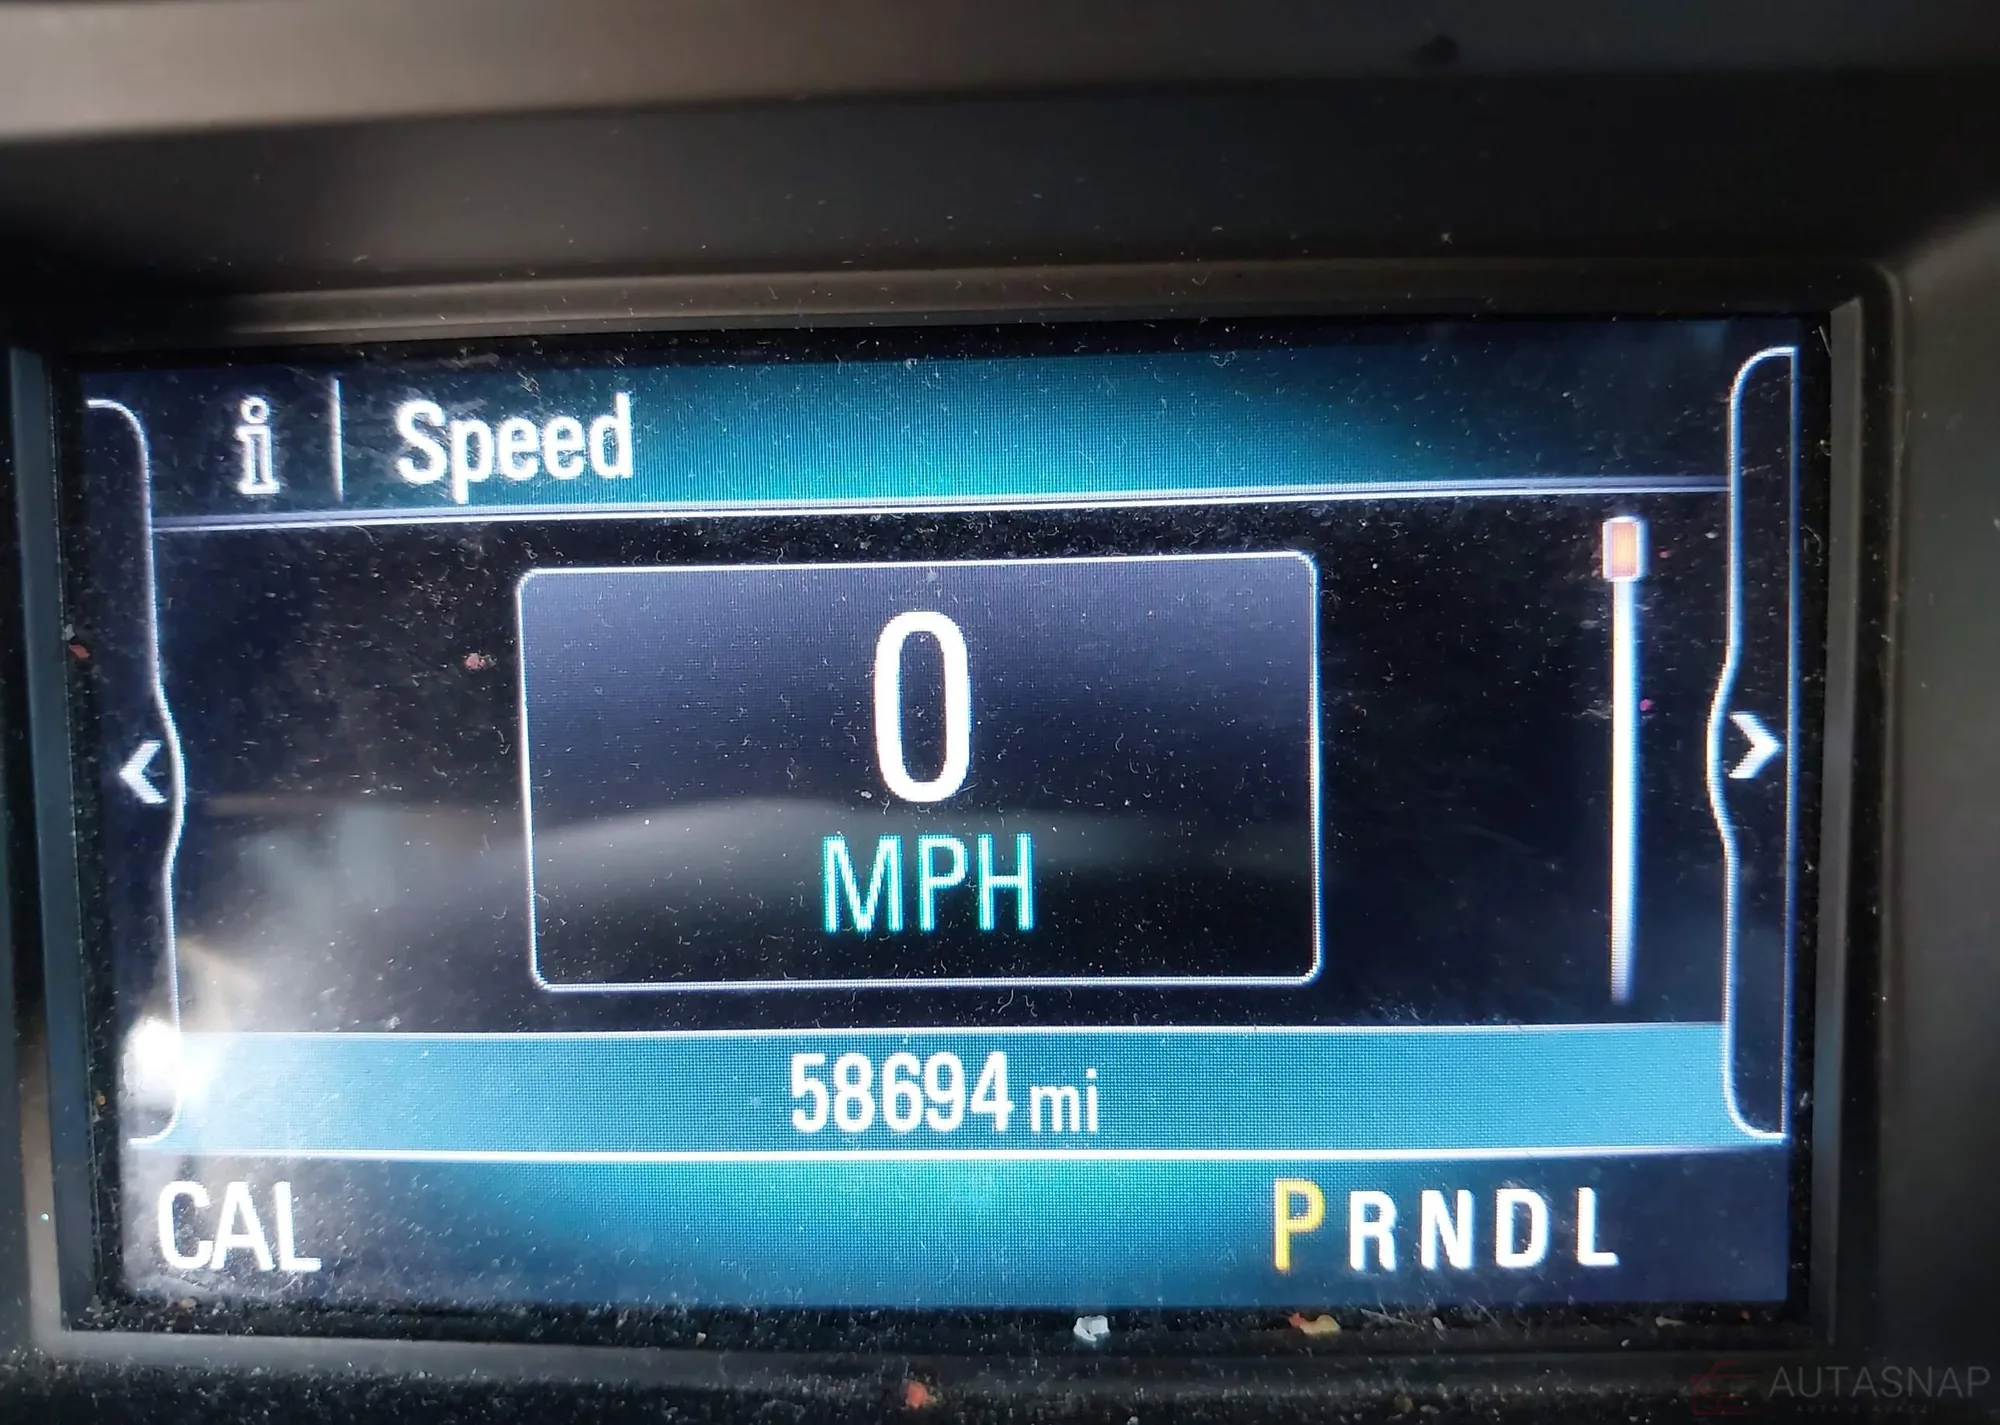 i Speed
0
MPH
58694 mi
CAL PRNDL
AUTASNAP